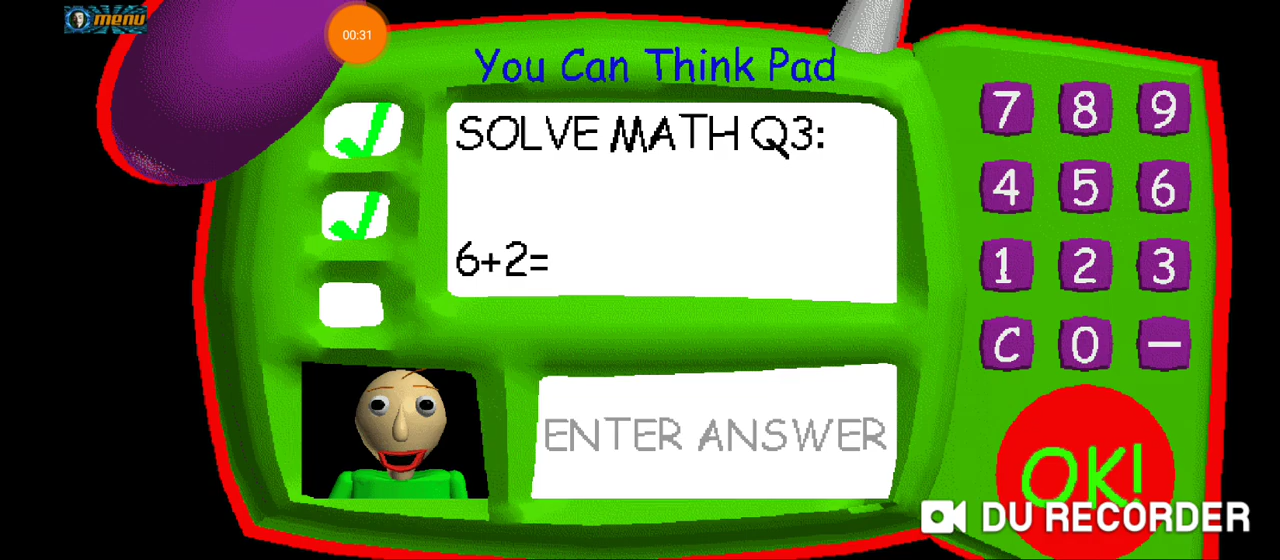 menu
00:31
You Can Think Pad
SOLVE MATH Q3:
6+2=
ENTER ANSWER
7 8 9
4 5 6
1 2 3
C 0 —
OK!
DU RECORDER